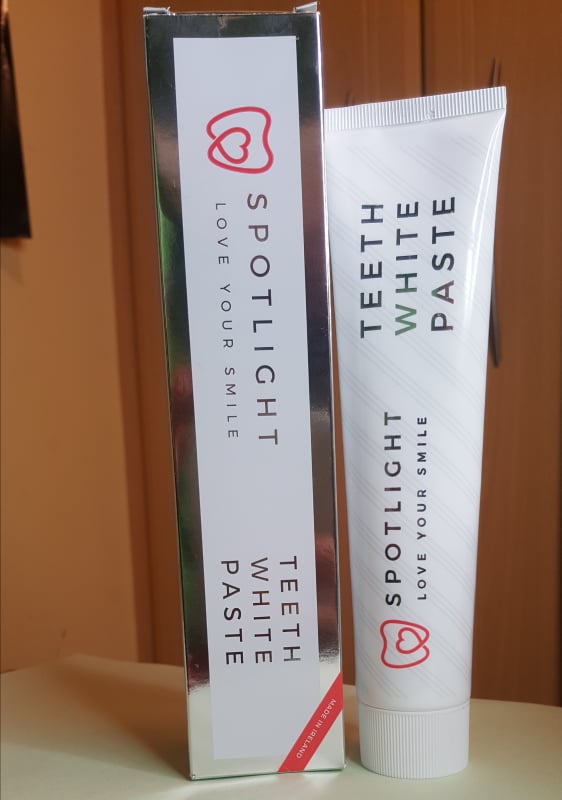 SPOTLIGHT
LOVE YOUR SMILE
TEETH
WHITE
PASTE
MADE IN IRELAND
TEETH
WHITE
PASTE
SPOTLIGHT
LOVE YOUR SMILE